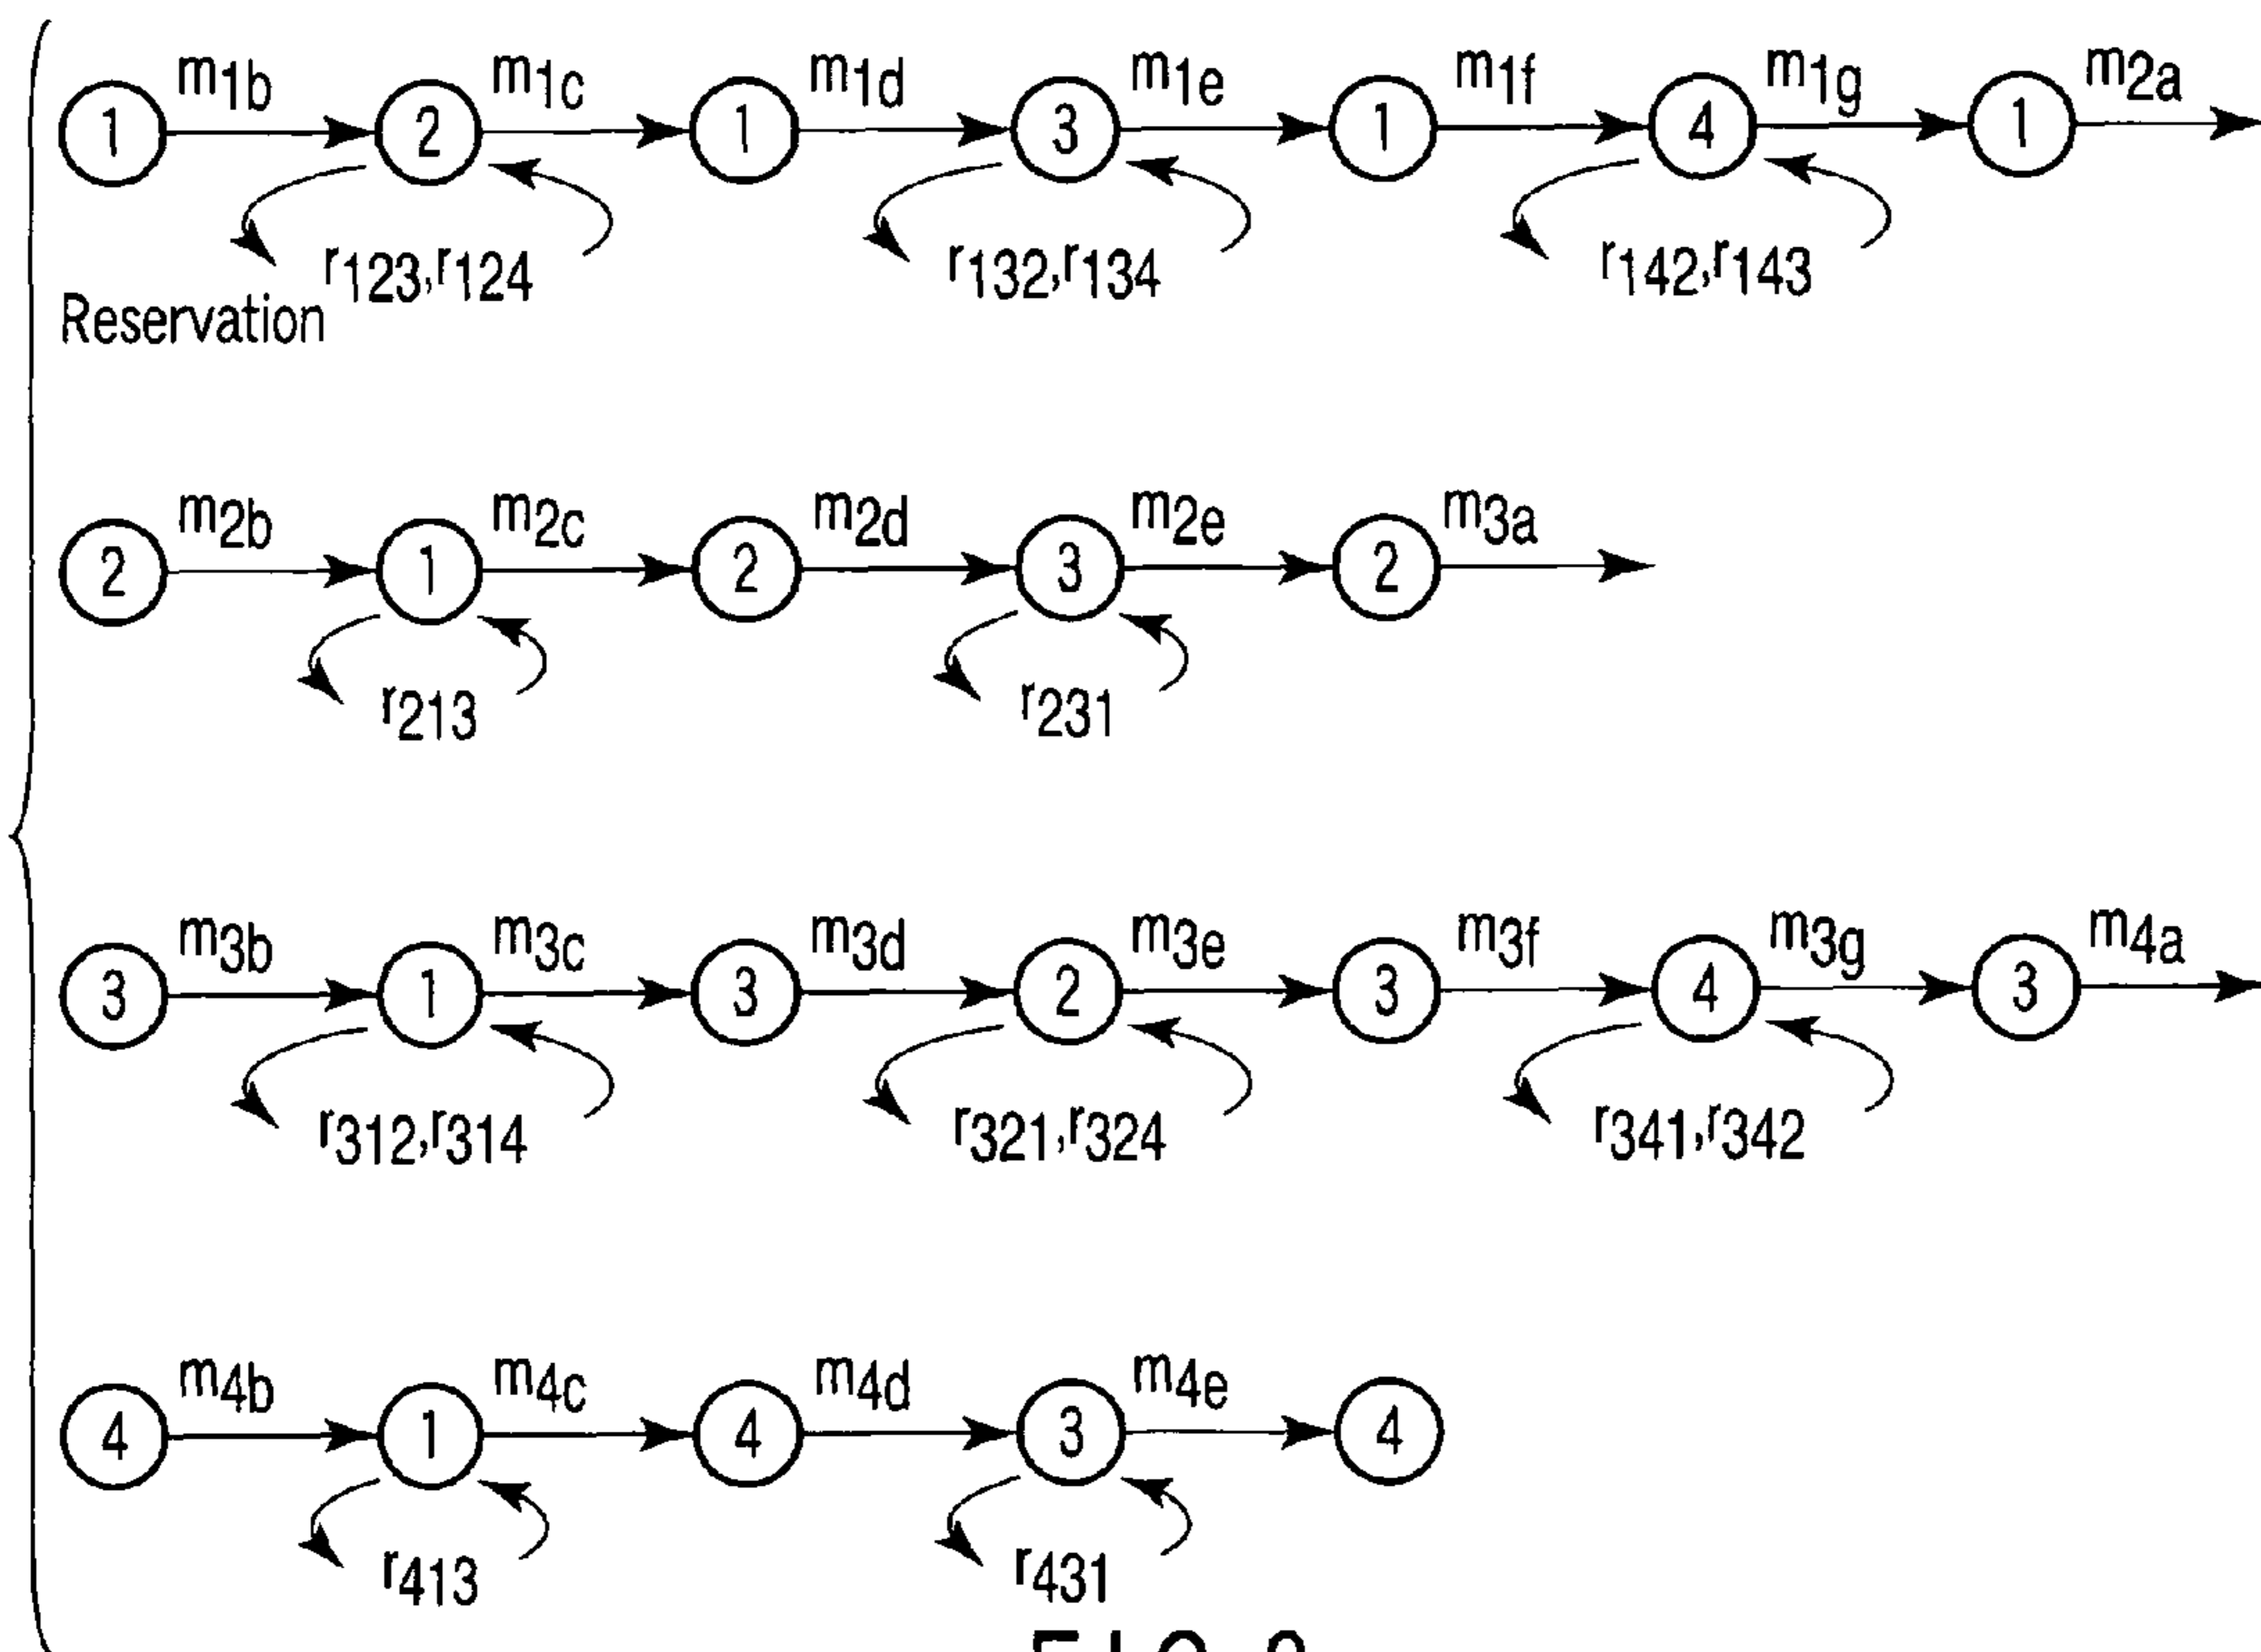 m1b m1c m1d m1e m1f m1g m2a
1 2 1 3 1 4 1
r123,r124 r132,r134 r142,r143
Reservation
m2b m2c m2d m2e m3a
2 1 2 3 2
r213 r231
m3b m3c m3d m3e m3f m3g m4a
3 1 3 2 3 4 3
r312,r314 r321,r324 r341,r342
m4b m4c m4d m4e
4 1 4 3 4
r413 r431